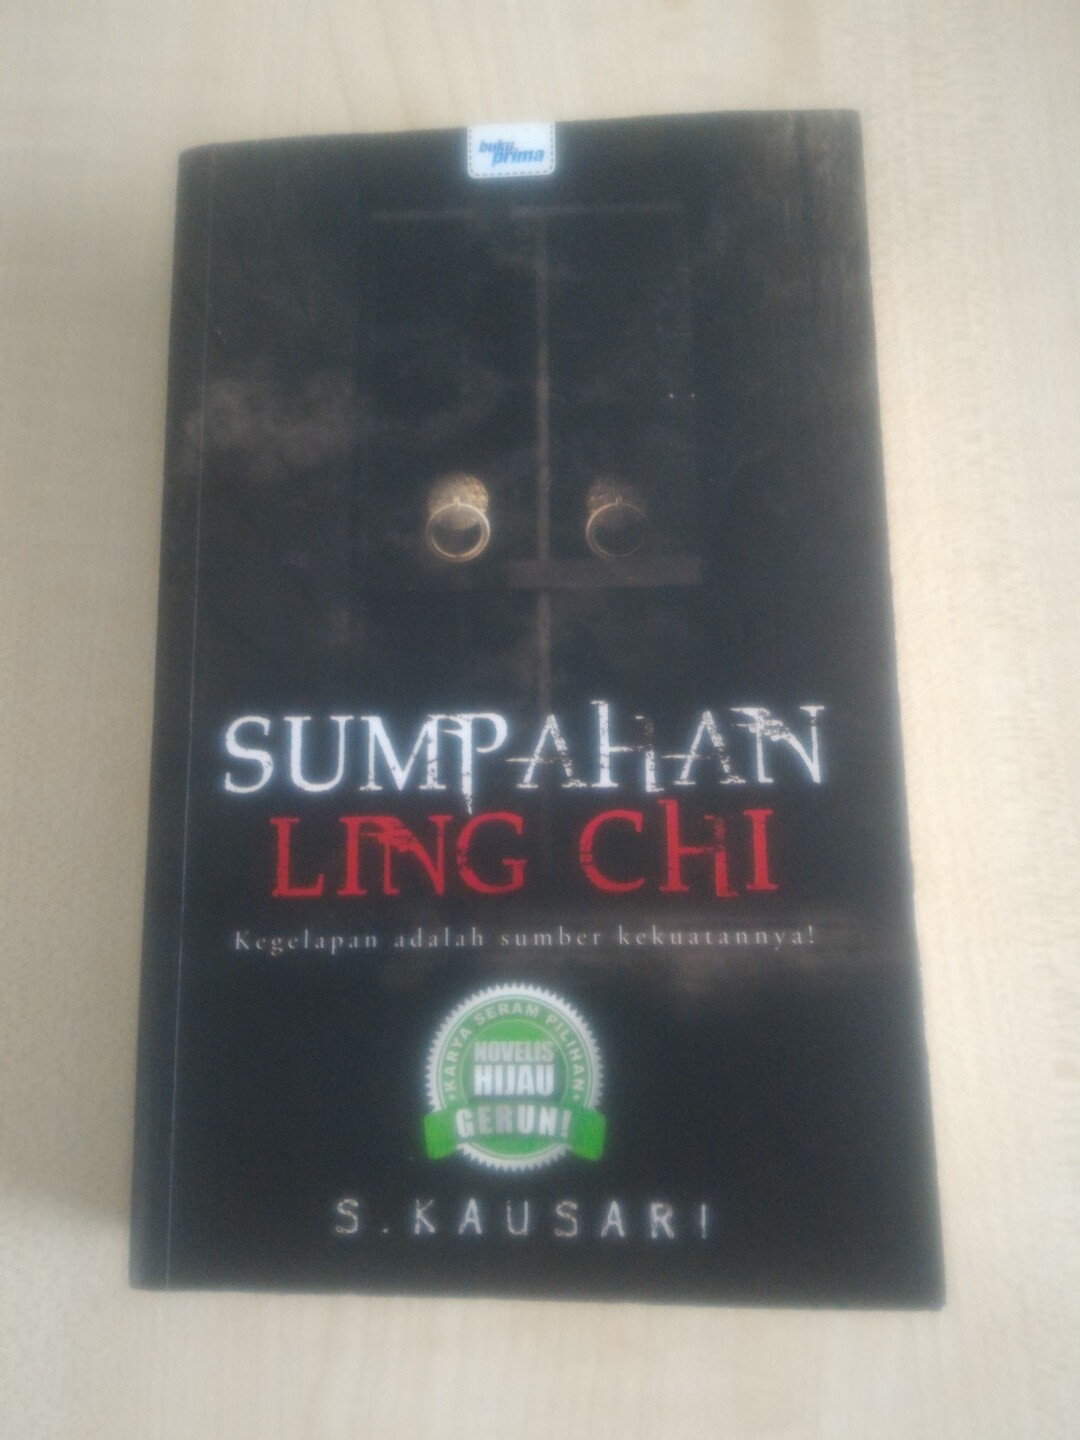 buku
prima
SUMPAHAN
LING CHI
Kegelapan adalah sumber kekuatannya!
KARYA SERAM PILIHAN
NOVELIS
HIJAU
GERUN!
S. KAUSARI